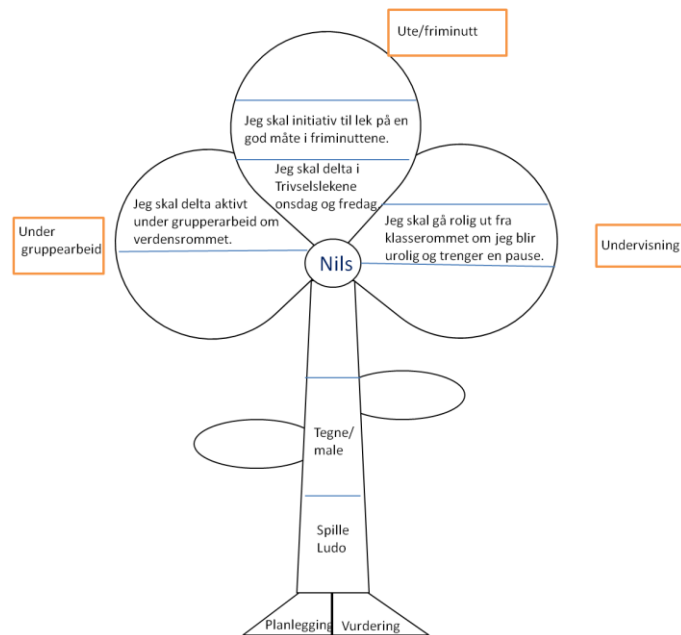 Ute/friminutt
Jeg skal initiativ til lek på en
god måte i friminuttene.
Jeg skal delta i
Trivselslekene
onsdag og fredag.
Jeg skal delta aktivt
under grupperarbeid om
verdensrommet.
Jeg skal gå rolig ut fra
klasserommet om jeg blir
urolig og trenger en pause.
Under
gruppearbeid
Undervisning
Nils
Tegne/
male
Spille
Ludo
Planlegging
Vurdering